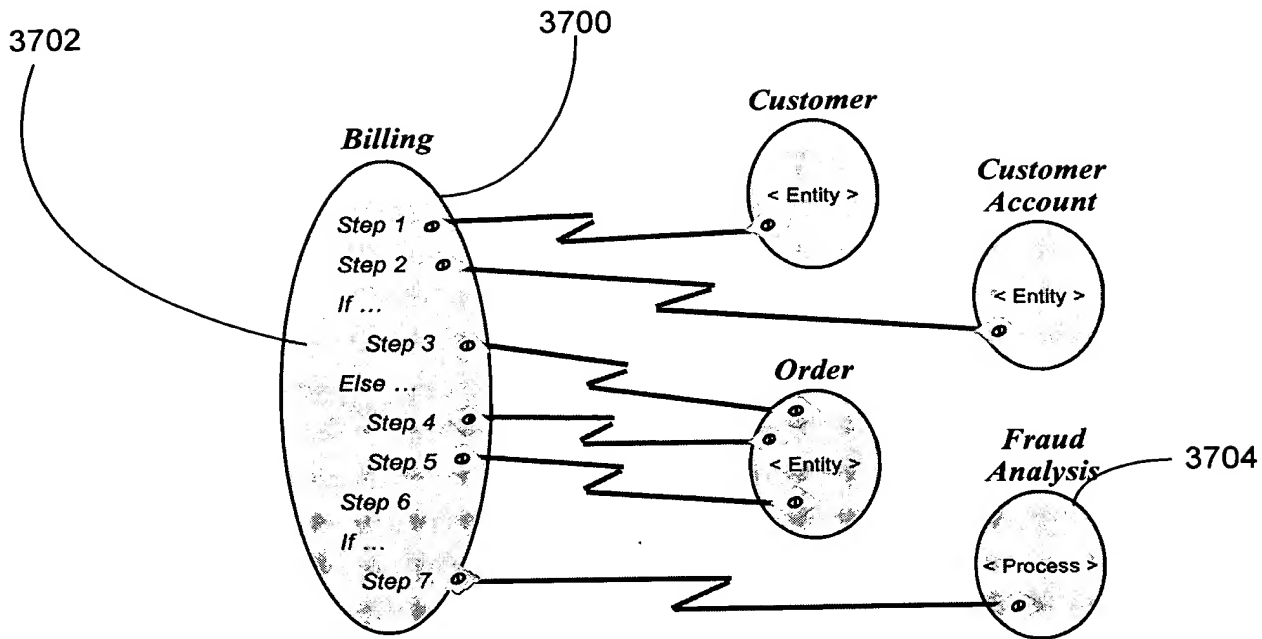 3702
3700
Billing
Step 1
Step 2
If ...
Step 3
Else ...
Step 4
Step 5
Step 6
If ...
Step 7
Customer
< Entity >
Customer
Account
< Entity >
Order
< Entity >
Fraud
Analysis
3704
< Process >